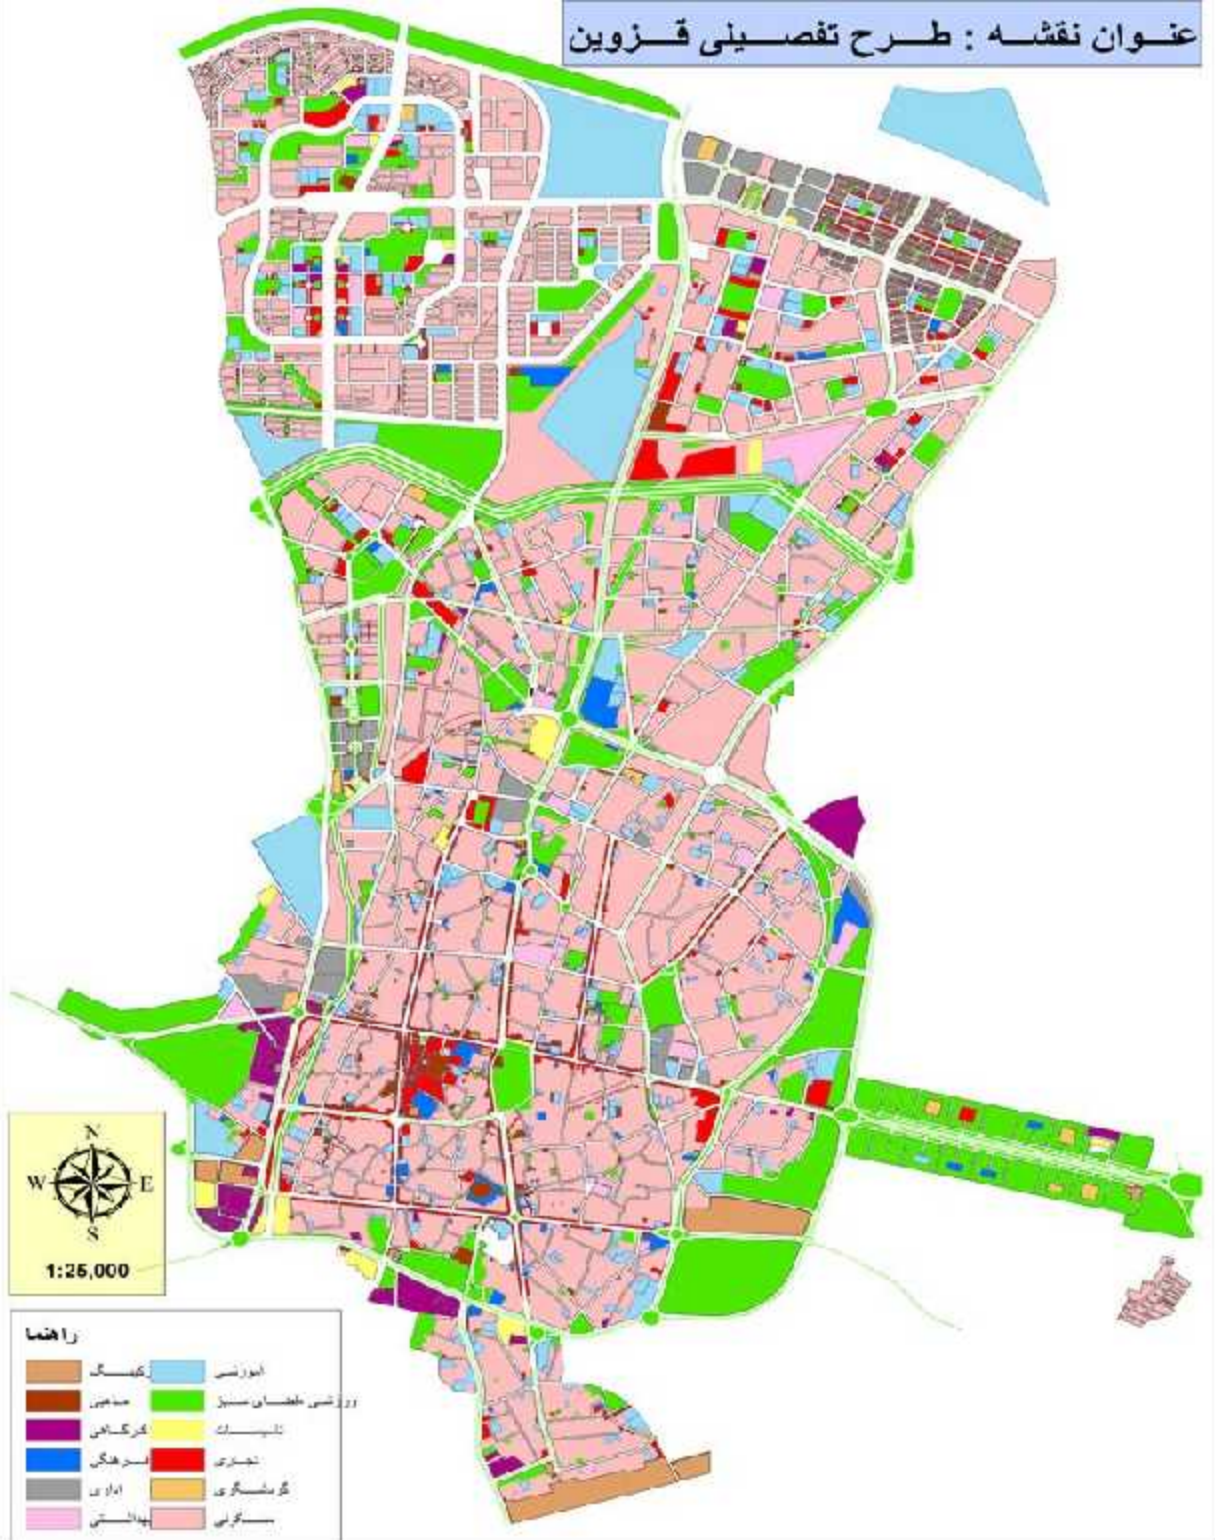 عنوان نقشه : طرح تفصیلی قزوین
N
W E
S
1:25,000
راهنما
آموزشی
مذهبی
ورزشی فضای سبز
کارگاهی
تاسیسات
فرهنگی
تجاری
اداری
گردشگری
بهداشتی
مسکونی